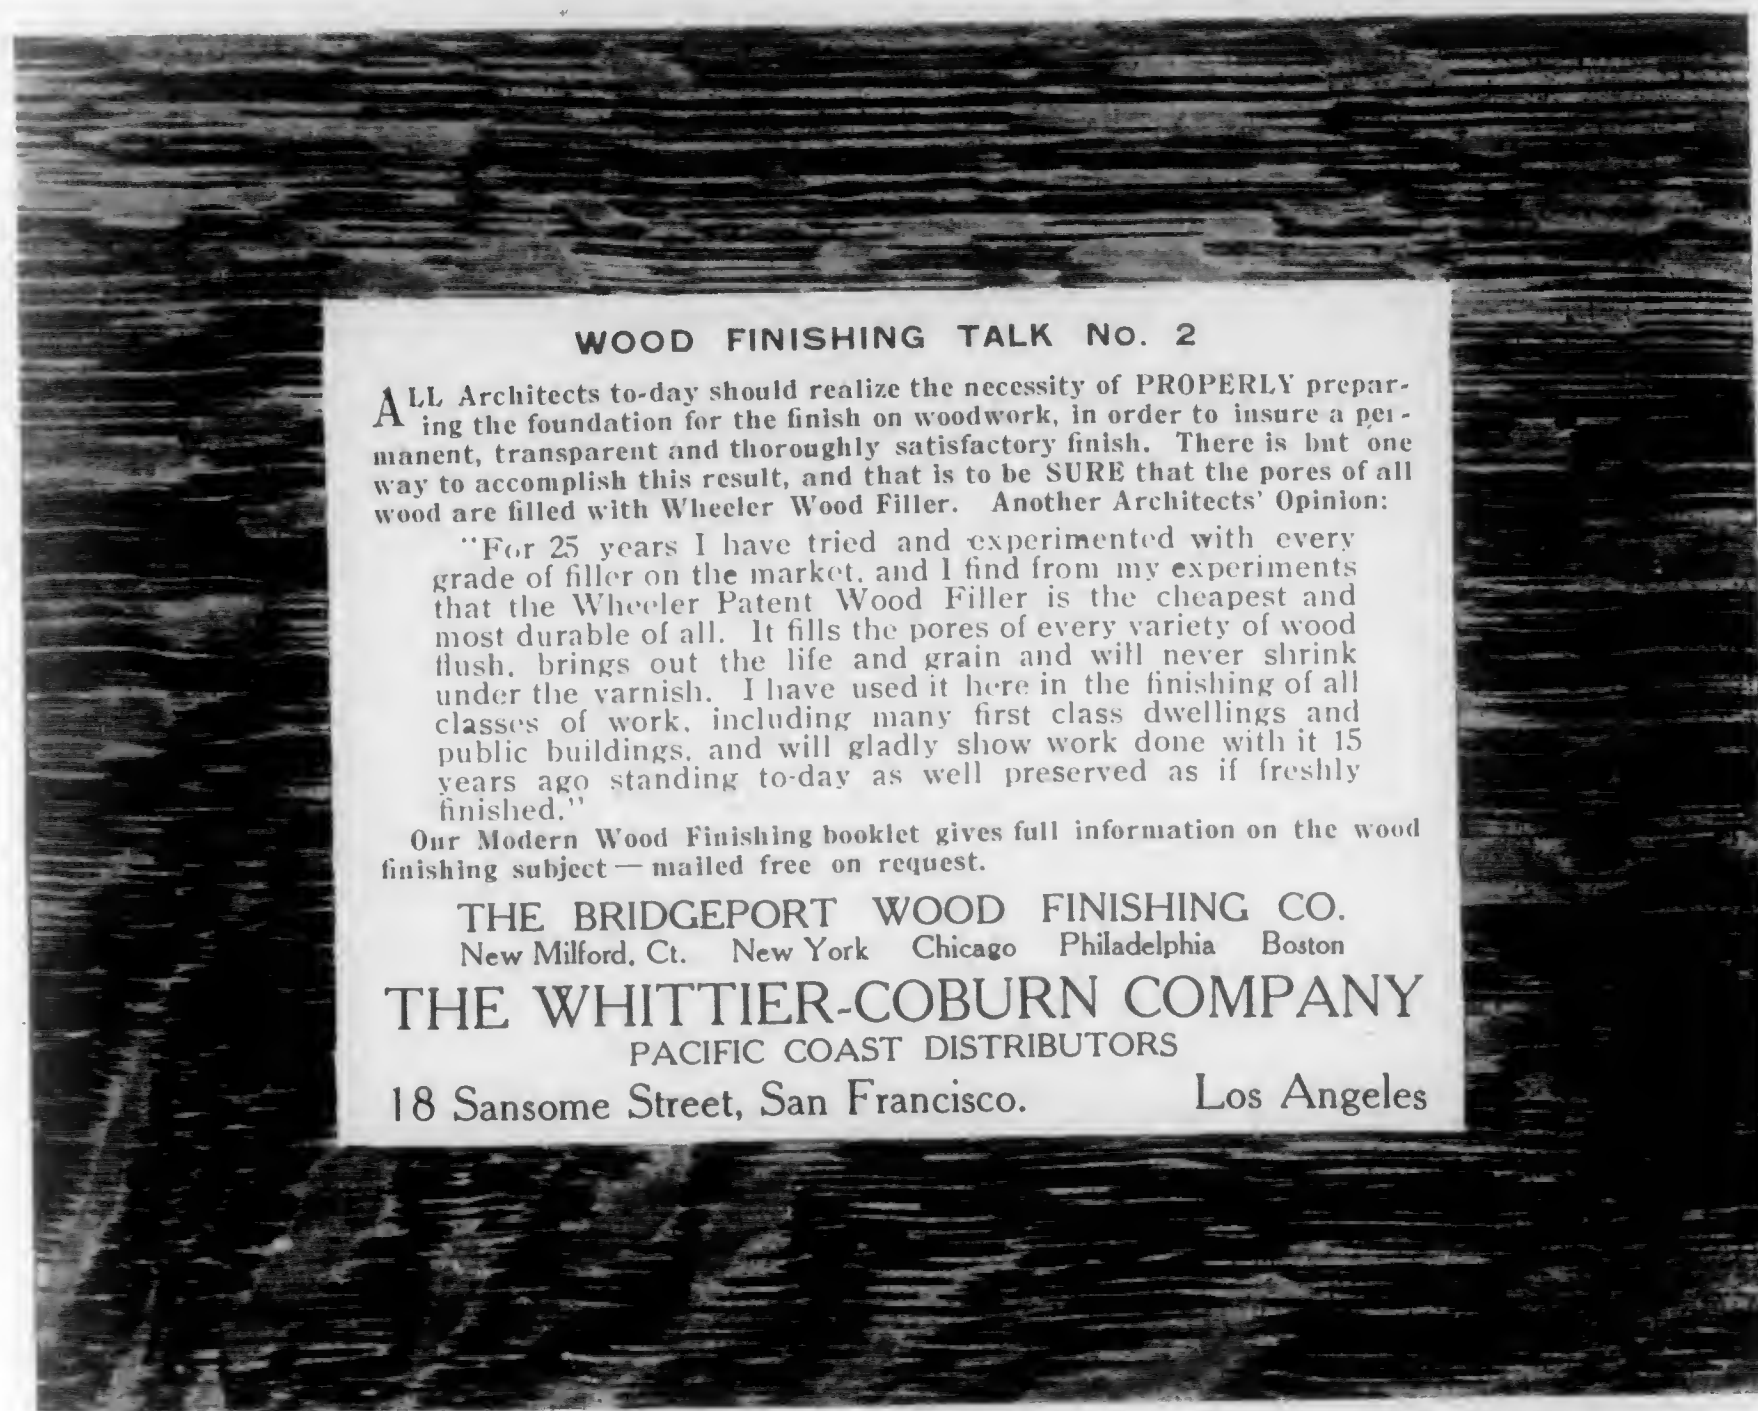 WOOD FINISHING TALK No. 2
ALL Architects to-day should realize the necessity of PROPERLY prepar-
ing the foundation for the finish on woodwork, in order to insure a per-
manent, transparent and thoroughly satisfactory finish. There is but one
way to accomplish this result, and that is to be SURE that the pores of all
wood are filled with Wheeler Wood Filler. Another Architects' Opinion:
"For 25 years I have tried and experimented with every
grade of filler on the market, and I find from my experiments
that the Wheeler Patent Wood Filler is the cheapest and
most durable of all. It fills the pores of every variety of wood
flush, brings out the life and grain and will never shrink
under the varnish. I have used it here in the finishing of all
classes of work, including many first class dwellings and
public buildings, and will gladly show work done with it 15
years ago standing to-day as well preserved as if freshly
finished."
Our Modern Wood Finishing booklet gives full information on the wood
finishing subject — mailed free on request.
THE BRIDGEPORT WOOD FINISHING CO.
New Milford, Ct. New York Chicago Philadelphia Boston
THE WHITTIER-COBURN COMPANY
PACIFIC COAST DISTRIBUTORS
18 Sansome Street, San Francisco. Los Angeles